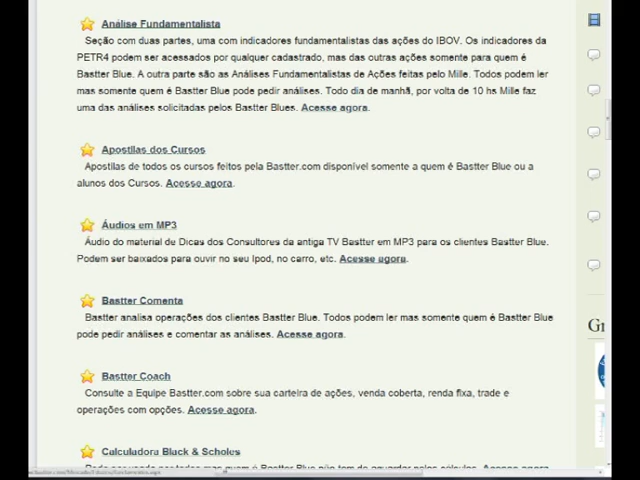 Análise Fundamentalista
Seção com duas partes, uma com indicadores fundamentalistas das ações do IBOV. Os indicadores da
PETR4 podem ser acessados por qualquer cadastrado, mas das outras ações somente para quem é
Bastter Blue. A outra parte são as Análises Fundamentalistas de Ações feitas pelo Mille. Todos podem ler
mas somente quem é Bastter Blue pode pedir análises. Todo dia de manhã, por volta de 10 hs Mille faz
uma das análises solicitadas pelos Bastter Blues. Acesse agora.
Apostilas dos Cursos
Apostilas de todos os cursos feitos pela Bastter.com disponível somente a quem é Bastter Blue ou a
alunos dos Cursos. Acesse agora.
Áudios em MP3
Áudio do material de Dicas dos Consultores da antiga TV Bastter em MP3 para os clientes Bastter Blue.
Podem ser baixados para ouvir no seu Ipod, no carro, etc. Acesse agora.
Bastter Comenta
Bastter analisa operações dos clientes Bastter Blue. Todos podem ler mas somente quem é Bastter Blue
pode pedir análises e comentar as análises. Acesse agora.
Bastter Coach
Consulte a Equipe Bastter.com sobre sua carteira de ações, venda coberta, renda fixa, trade e
operações com opções. Acesse agora.
Calculadora Black & Scholes
Gr